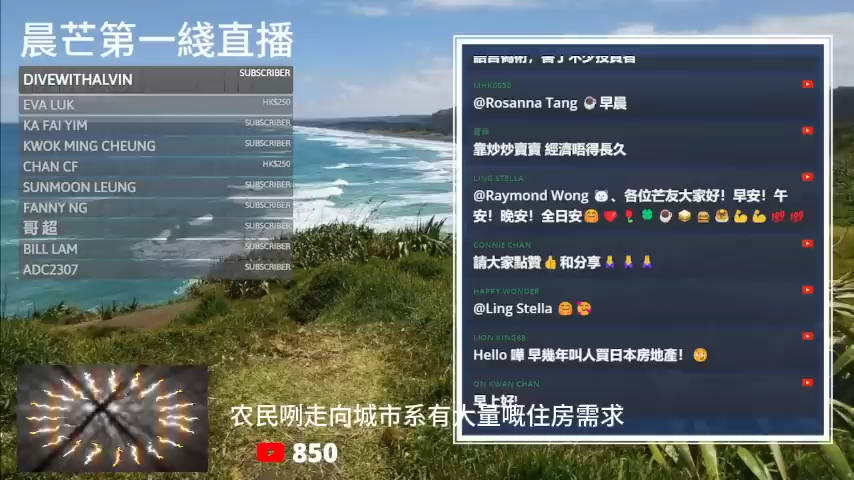 晨芒第一綫直播
DIVEWITHALVIN SUBSCRIBER
EVA LUK HK$250
KA FAI YIM SUBSCRIBER
KWOK MING CHEUNG SUBSCRIBER
CHAN CF HK$250
SUNMOON LEUNG SUBSCRIBER
FANNY NG SUBSCRIBER
哥 超 SUBSCRIBER
BILL LAM SUBSCRIBER
ADC2307 SUBSCRIBER
MHK0030
@Rosanna Tang ☕早晨
靠炒炒賣賣 經濟唔得長久
LING STELLA
@Raymond Wong 🐻‍❄️、各位芒友大家好！早安！午
安！晚安！全日安🤗❤️🌹🍀☕🍔💪💪💯💯
CONNIE CHAN
請大家點贊👍和分享
HAPPY WONDER
@Ling Stella 🤗🥰
LION KING88
Hello 嘩 早幾年叫人買日本房地產！😳
ON KWAN CHAN
早上好!
农民咧走向城市系有大量嘅住房需求
850